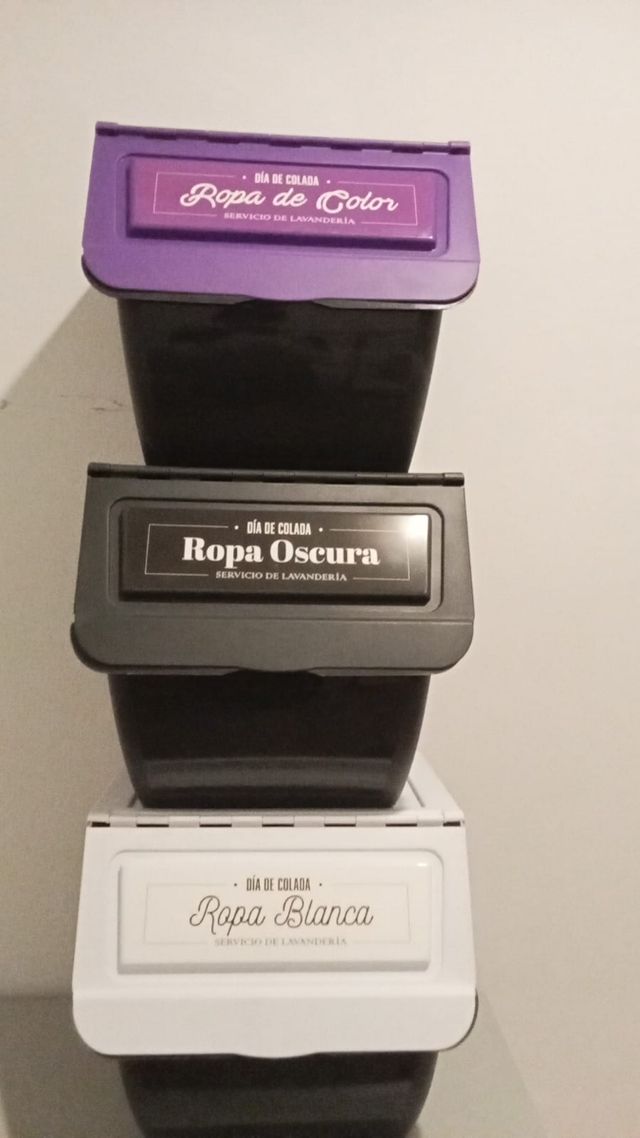 DÍA DE COLADA
Ropa de Color
SERVICIO DE LAVANDERÍA
DÍA DE COLADA
Ropa Oscura
SERVICIO DE LAVANDERÍA
DÍA DE COLADA
Ropa Blanca
SERVICIO DE LAVANDERÍA